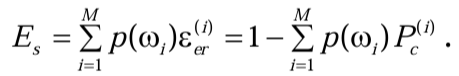 $E_s = \sum_{i=1}^{M} p(\omega_i) \varepsilon_{er}^{(i)} = 1 - \sum_{i=1}^{M} p(\omega_i) P_c^{(i)} .$